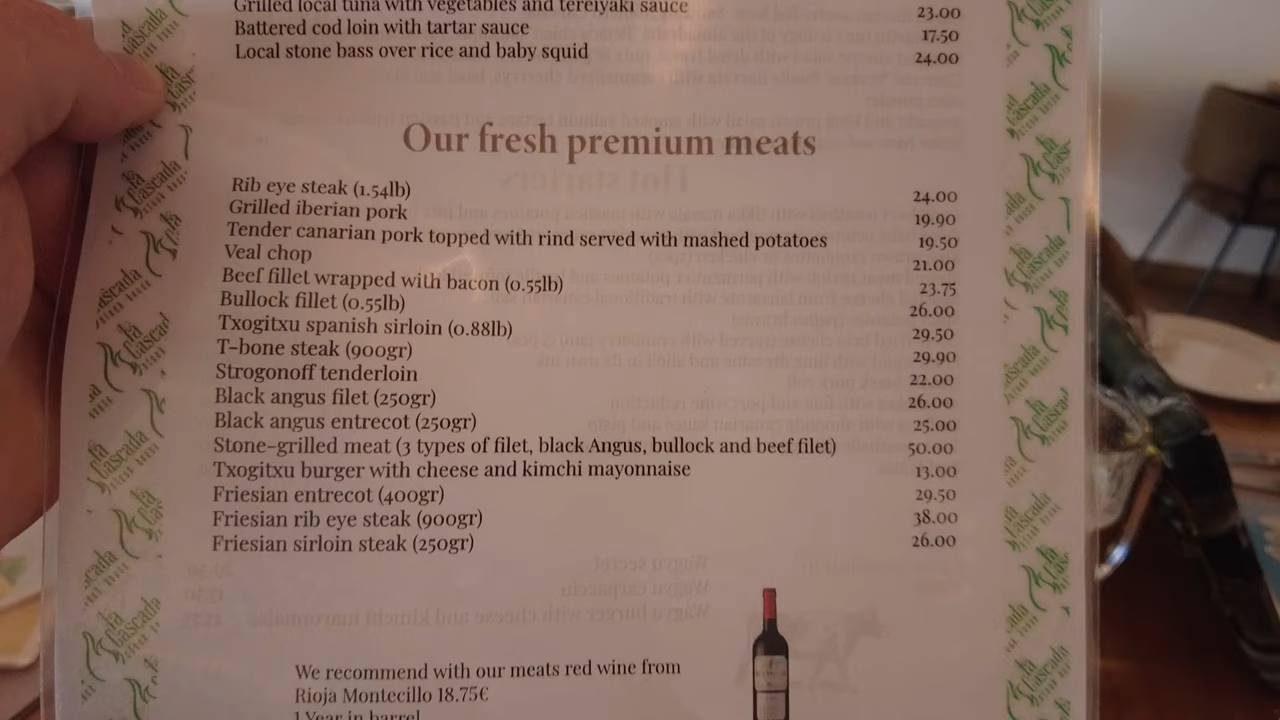 Grilled local tuna with vegetables and tereiyaki sauce 23.00
Battered cod loin with tartar sauce 17.50
Local stone bass over rice and baby squid 24.00
Our fresh premium meats
Rib eye steak (1.54lb) 24.00
Grilled iberian pork 19.90
Tender canarian pork topped with rind served with mashed potatoes 19.50
Veal chop 21.00
Beef fillet wrapped with bacon (0.55lb) 23.75
Bullock fillet (0.55lb) 26.00
Txogitxu spanish sirloin (0.88lb) 29.50
T-bone steak (900gr) 29.90
Strogonoff tenderloin 22.00
Black angus filet (250gr) 26.00
Black angus entrecot (250gr) 25.00
Stone-grilled meat (3 types of filet, black Angus, bullock and beef filet) 50.00
Txogitxu burger with cheese and kimchi mayonnaise 13.00
Friesian entrecot (400gr) 29.50
Friesian rib eye steak (900gr) 38.00
Friesian sirloin steak (250gr) 26.00
We recommend with our meats red wine from
Rioja Montecillo 18.75€
1 Year in barrel
la Cascada